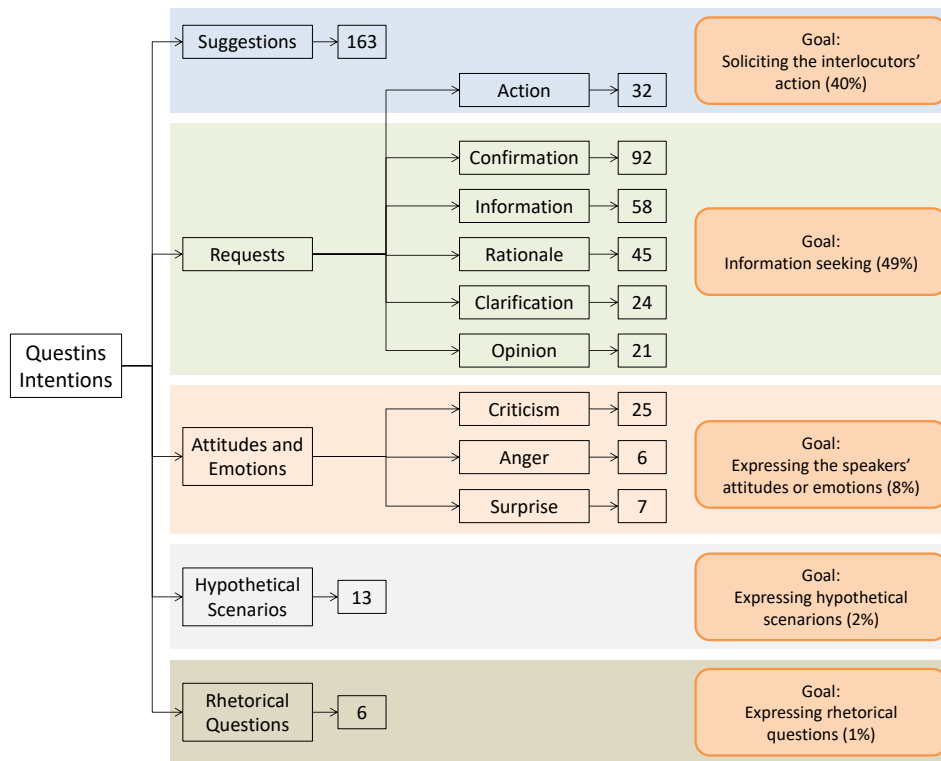 Questins
Intentions
Suggestions
163
Goal:
Soliciting the interlocutors'
action (40%)
Requests
Action
32
Confirmation
92
Information
58
Rationale
45
Clarification
24
Opinion
21
Goal:
Information seeking (49%)
Attitudes and
Emotions
Criticism
25
Anger
6
Surprise
7
Goal:
Expressing the speakers'
attitudes or emotions (8%)
Hypothetical
Scenarios
13
Goal:
Expressing hypothetical
scenarions (2%)
Rhetorical
Questions
6
Goal:
Expressing rhetorical
questions (1%)